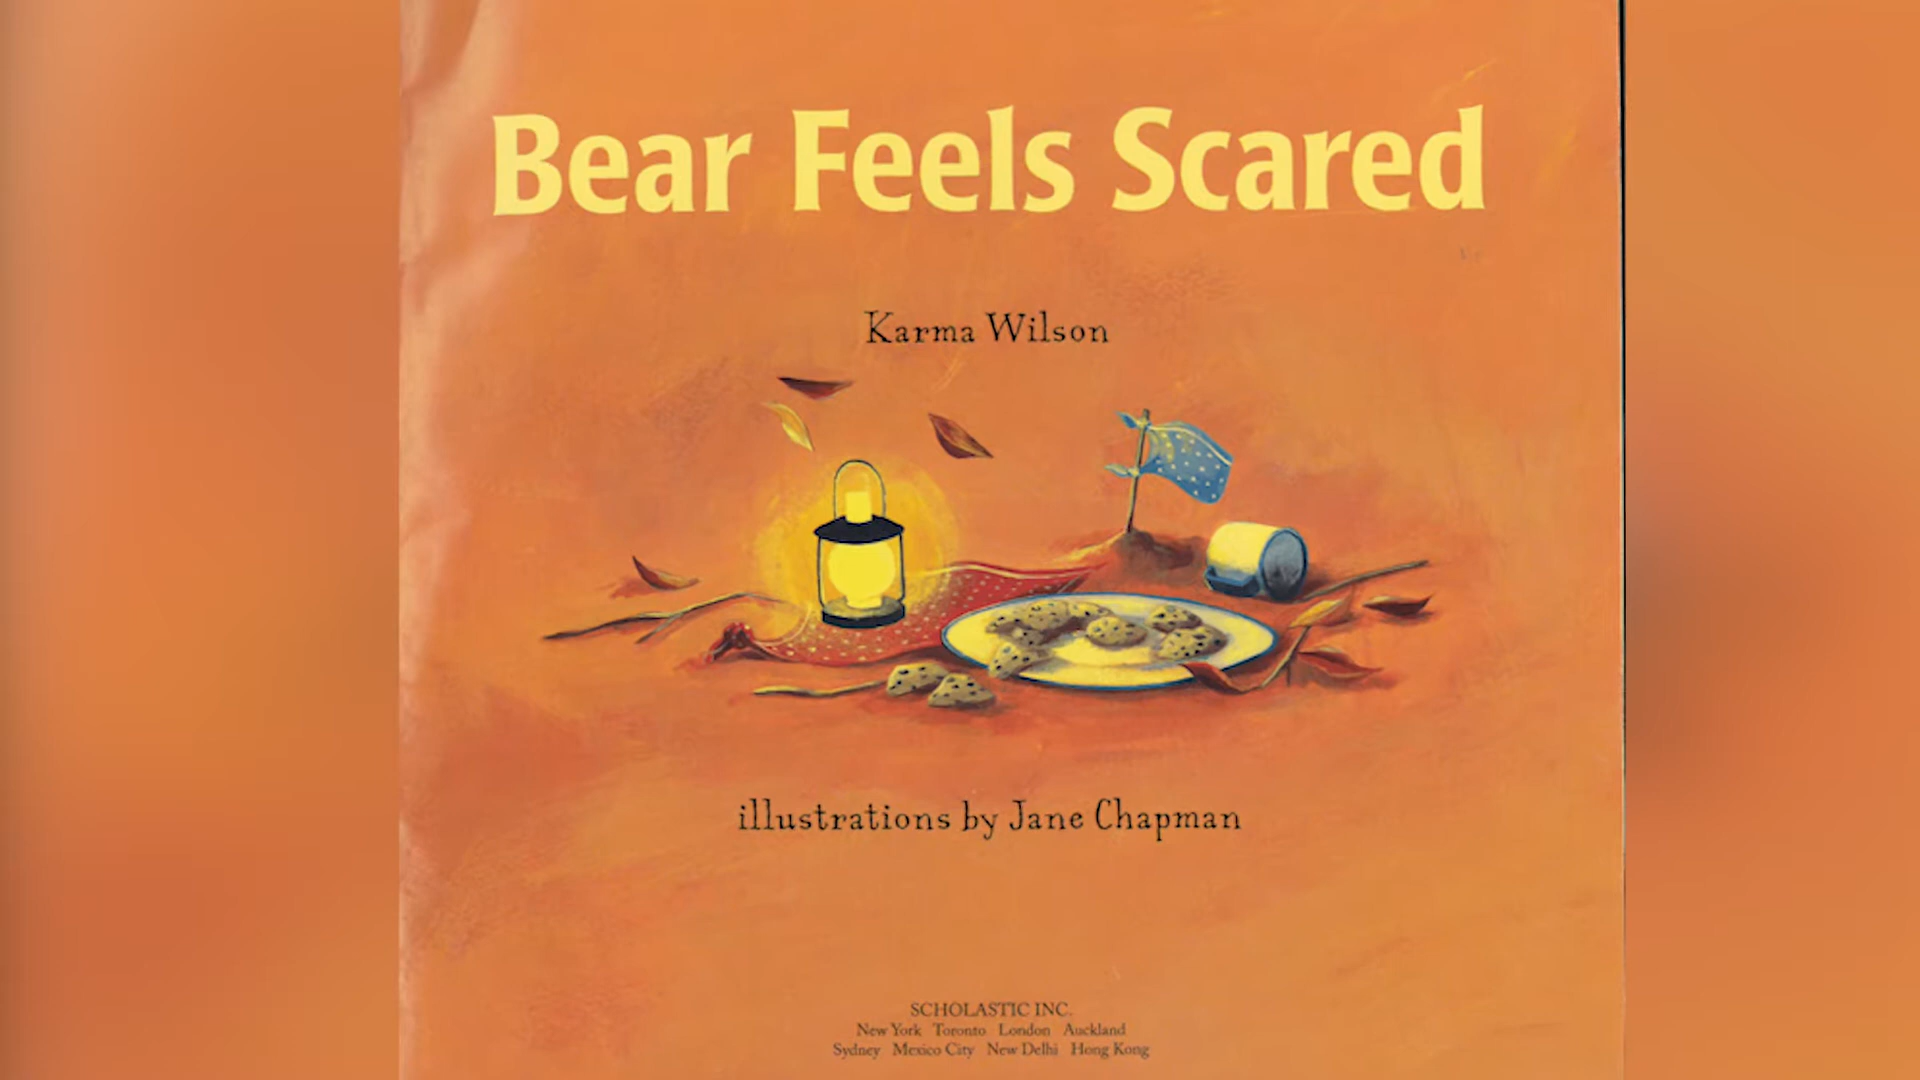 Bear Feels Scared
Karma Wilson
illustrations by Jane Chapman
SCHOLASTIC INC.
New York Toronto London Auckland
Sydney Mexico City New Delhi Hong Kong